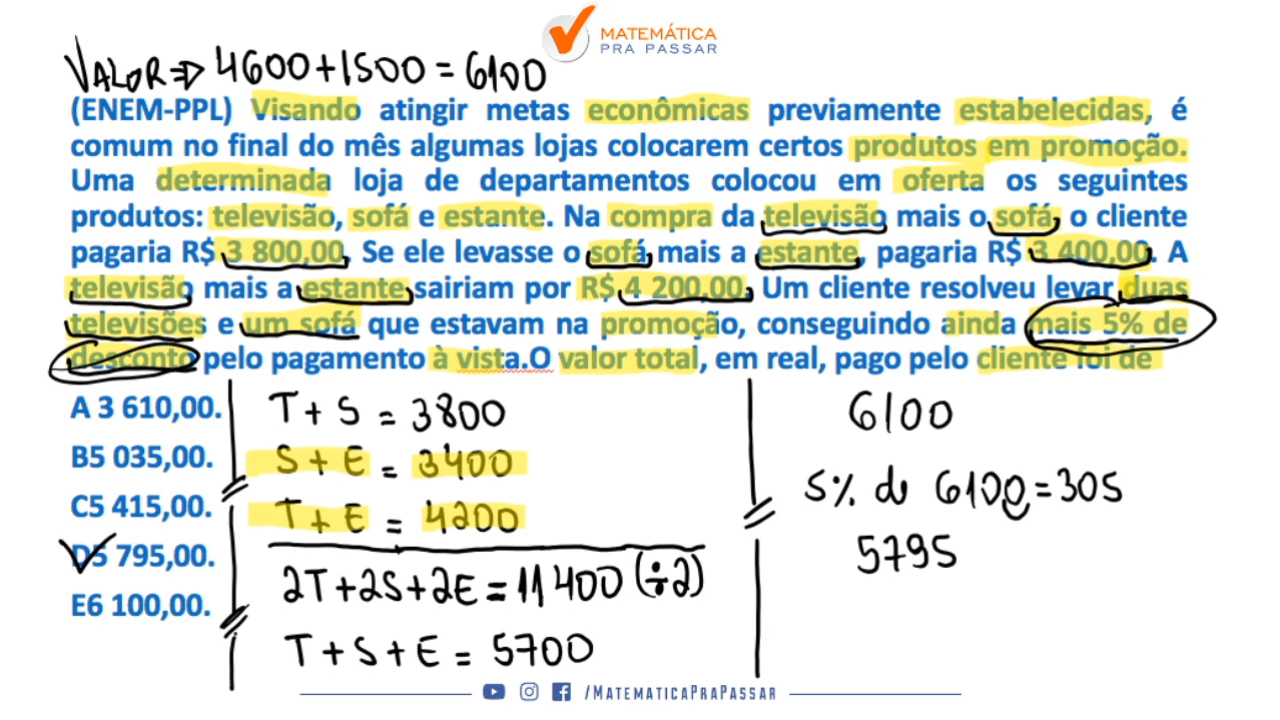 MATEMÁTICA
PRA PASSAR
VALOR => 4600+1500 = 6100
(ENEM-PPL) Visando atingir metas econômicas previamente estabelecidas, é
comum no final do mês algumas lojas colocarem certos produtos em promoção.
Uma determinada loja de departamentos colocou em oferta os seguintes
produtos: televisão, sofá e estante. Na compra da televisão mais o sofá, o cliente
pagaria R$ 3 800,00. Se ele levasse o sofá mais a estante, pagaria R$ 3 400,00. A
televisão mais a estante sairiam por R$ 4 200,00. Um cliente resolveu levar duas
televisões e um sofá que estavam na promoção, conseguindo ainda mais 5% de
desconto pelo pagamento à vista.O valor total, em real, pago pelo cliente foi de
A 3 610,00.
B5 035,00.
C5 415,00.
D5 795,00.
E6 100,00.
T + S = 3800
S + E = 3400
T + E = 4200
2T+2S+2E = 11 400 (÷2)
T + S + E = 5700
6100
5% de 6100 = 305
5795
/MATEMATICAPRAPASSAR